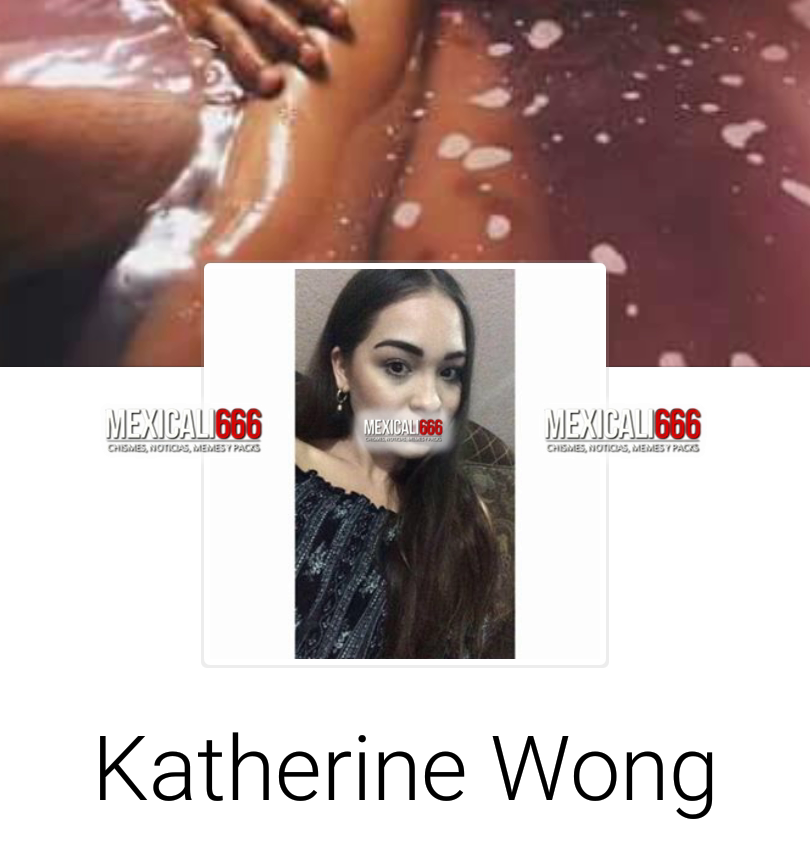 MEXICALI666
CHISMES, NOTICIAS, MEMES Y PACKS
MEXICALI666
CHISMES, NOTICIAS, MEMES Y PACKS
MEXICALI666
CHISMES, NOTICIAS, MEMES Y PACKS
Katherine Wong